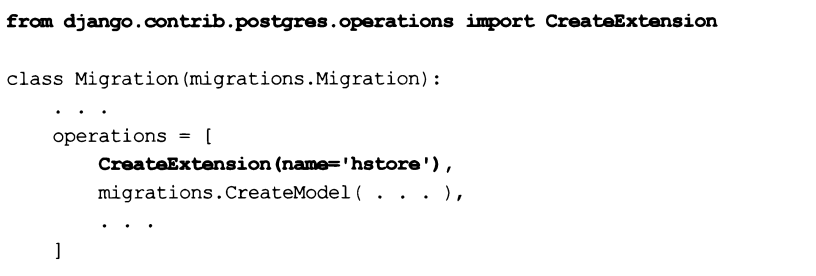 from django.contrib.postgres.operations import CreateExtension
class Migration(migrations.Migration):
    . . .
    operations = [
        CreateExtension(name='hstore'),
        migrations.CreateModel( . . . ),
        . . .
    ]